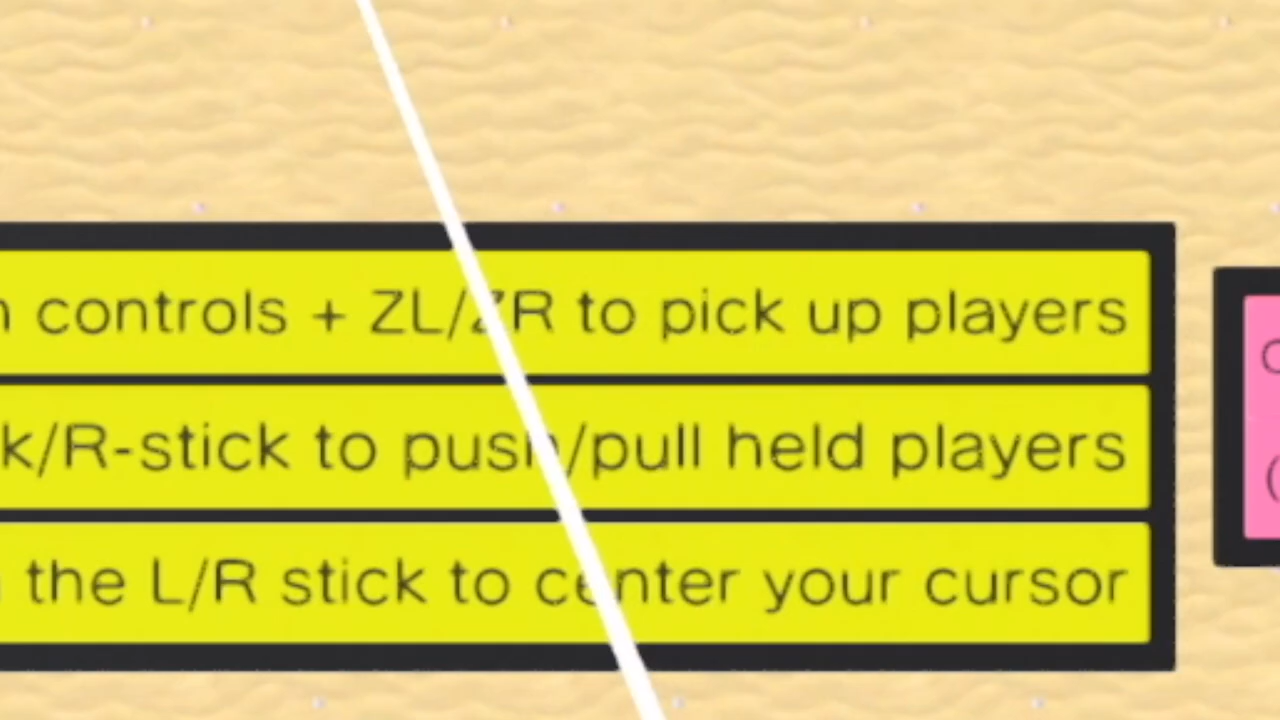 controls + ZL/ZR to pick up players
k/R-stick to push/pull held players
the L/R stick to center your cursor